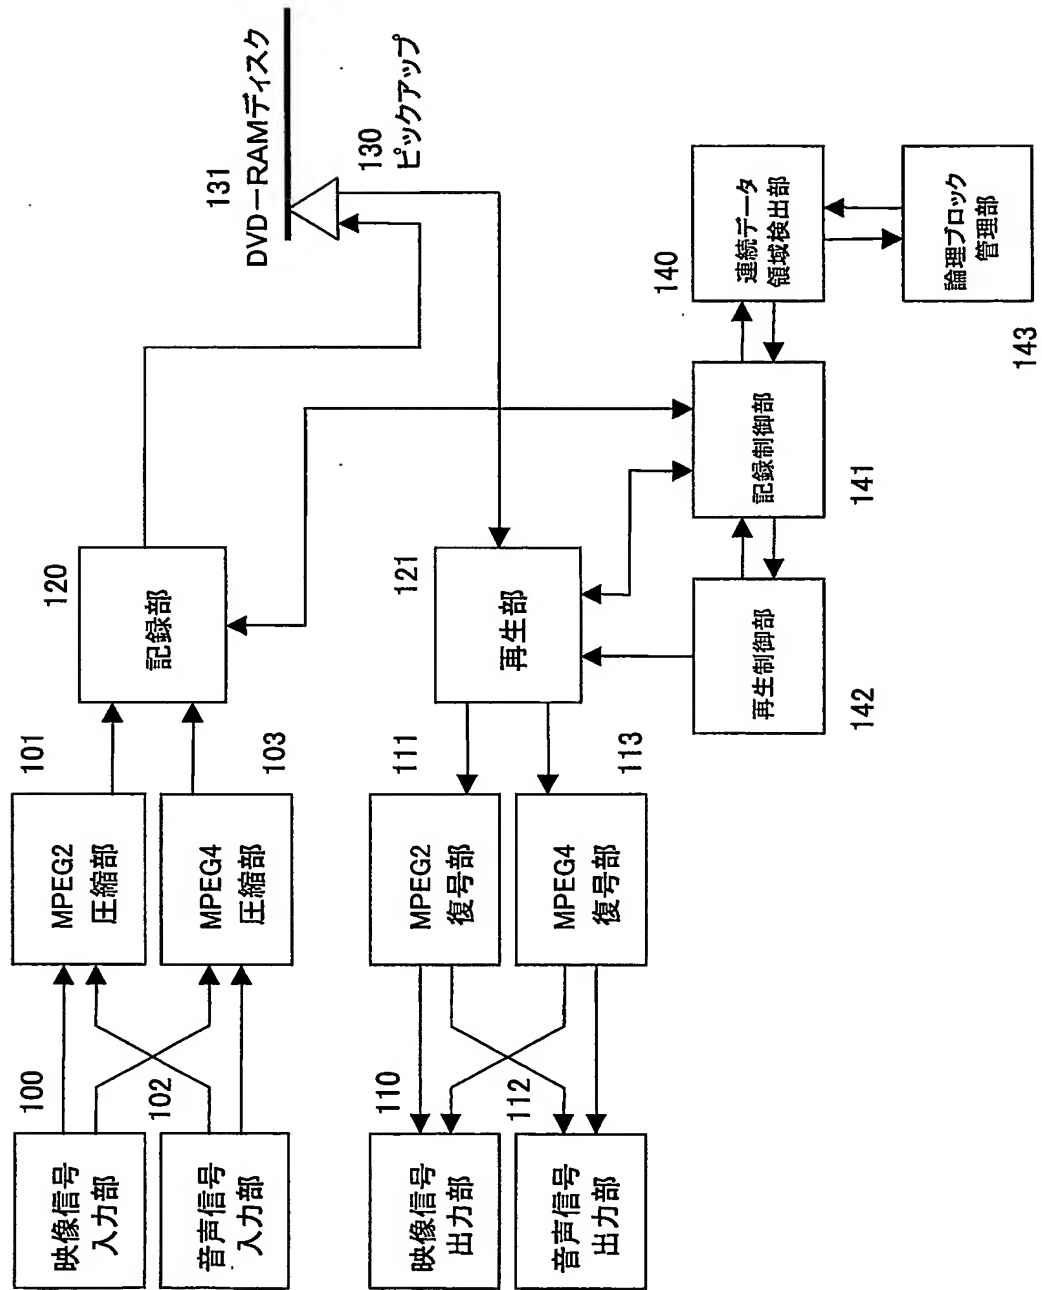 100
映像信号
入力部
102
音声信号
入力部
101
MPEG2
圧縮部
103
MPEG4
圧縮部
120
記録部
131
DVD－RAMディスク
130
ピックアップ
110
映像信号
出力部
112
音声信号
出力部
111
MPEG2
復号部
113
MPEG4
復号部
121
再生部
142
再生制御部
141
記録制御部
140
連続データ
領域検出部
143
論理ブロック
管理部